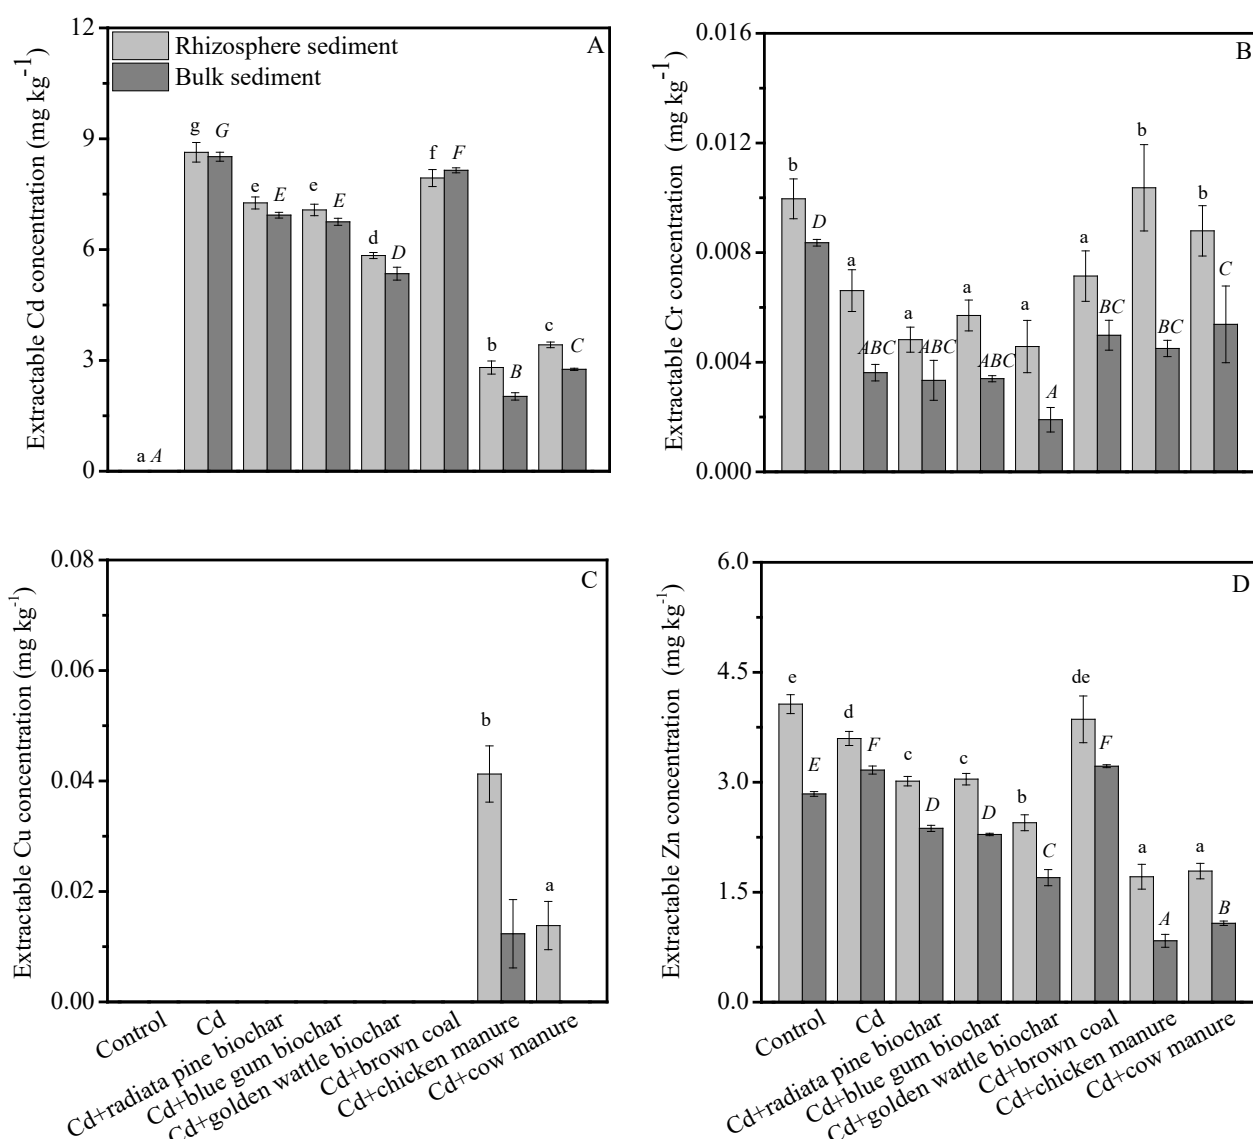 A
Rhizosphere sediment
Bulk sediment
Extractable Cd concentration (mg kg-1)
12
9
6
3
0
a A
g G
e E
e E
d D
f F
b B
c C
B
Extractable Cr concentration (mg kg-1)
0.016
0.012
0.008
0.004
0.000
b D
a ABC
a ABC
a ABC
a A
a BC
b BC
b C
C
Extractable Cu concentration (mg kg-1)
0.08
0.06
0.04
0.02
0.00
b
a
Control
Cd
Cd+radiata pine biochar
Cd+blue gum biochar
Cd+golden wattle biochar
Cd+brown coal
Cd+chicken manure
Cd+cow manure
D
Extractable Zn concentration (mg kg-1)
6.0
4.5
3.0
1.5
0.0
e E
d F
c D
c D
b C
de F
a A
a B
Control
Cd
Cd+radiata pine biochar
Cd+blue gum biochar
Cd+golden wattle biochar
Cd+brown coal
Cd+chicken manure
Cd+cow manure